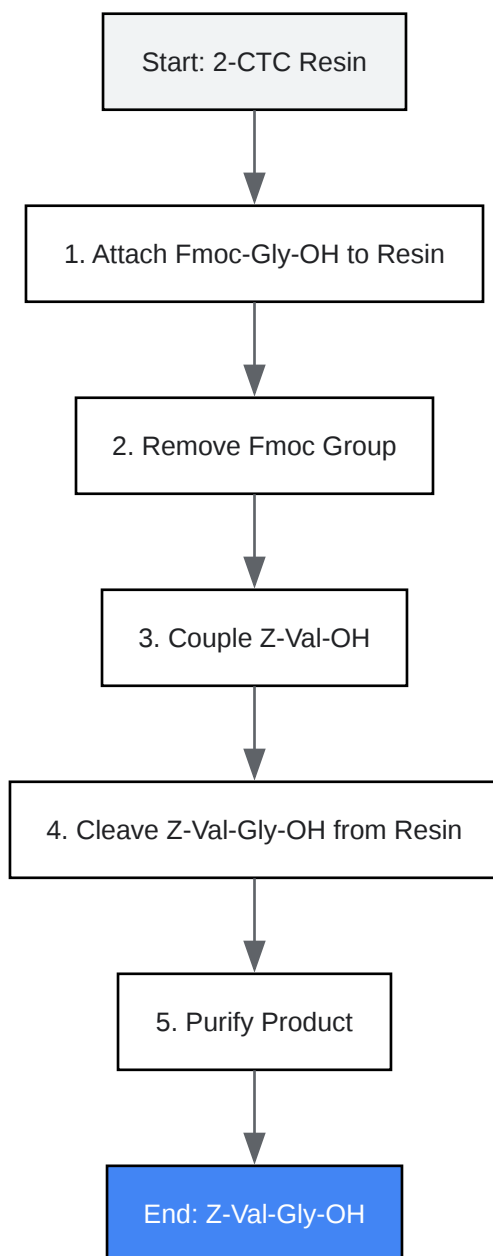 Start: 2-CTC Resin
1. Attach Fmoc-Gly-OH to Resin
2. Remove Fmoc Group
3. Couple Z-Val-OH
4. Cleave Z-Val-Gly-OH from Resin
5. Purify Product
End: Z-Val-Gly-OH